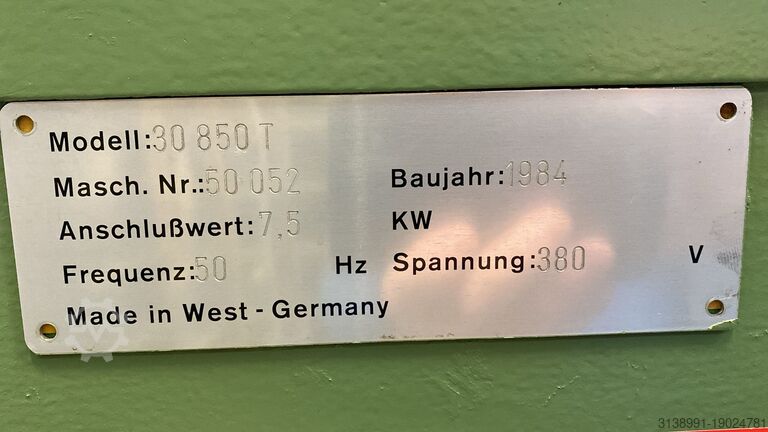 Modell: 30 850 T
Masch. Nr.: 50 052 Baujahr: 1984
Anschlußwert: 7,5 KW
Frequenz: 50 Hz Spannung: 380 V
Made in West - Germany
3138991-19024781